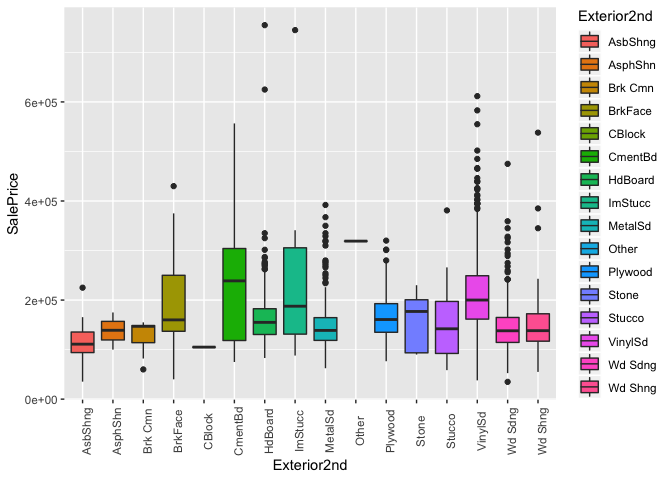 Exterior2nd
AsbShng
AsphShn
Brk Cmn
BrkFace
CBlock
CmentBd
HdBoard
ImStucc
MetalSd
Other
Plywood
Stone
Stucco
VinylSd
Wd Sdng
Wd Shng
SalePrice
6e+05
4e+05
2e+05
0e+00
AsbShng
AsphShn
Brk Cmn
BrkFace
CBlock
CmentBd
HdBoard
ImStucc
MetalSd
Other
Plywood
Stone
Stucco
VinylSd
Wd Sdng
Wd Shng
Exterior2nd